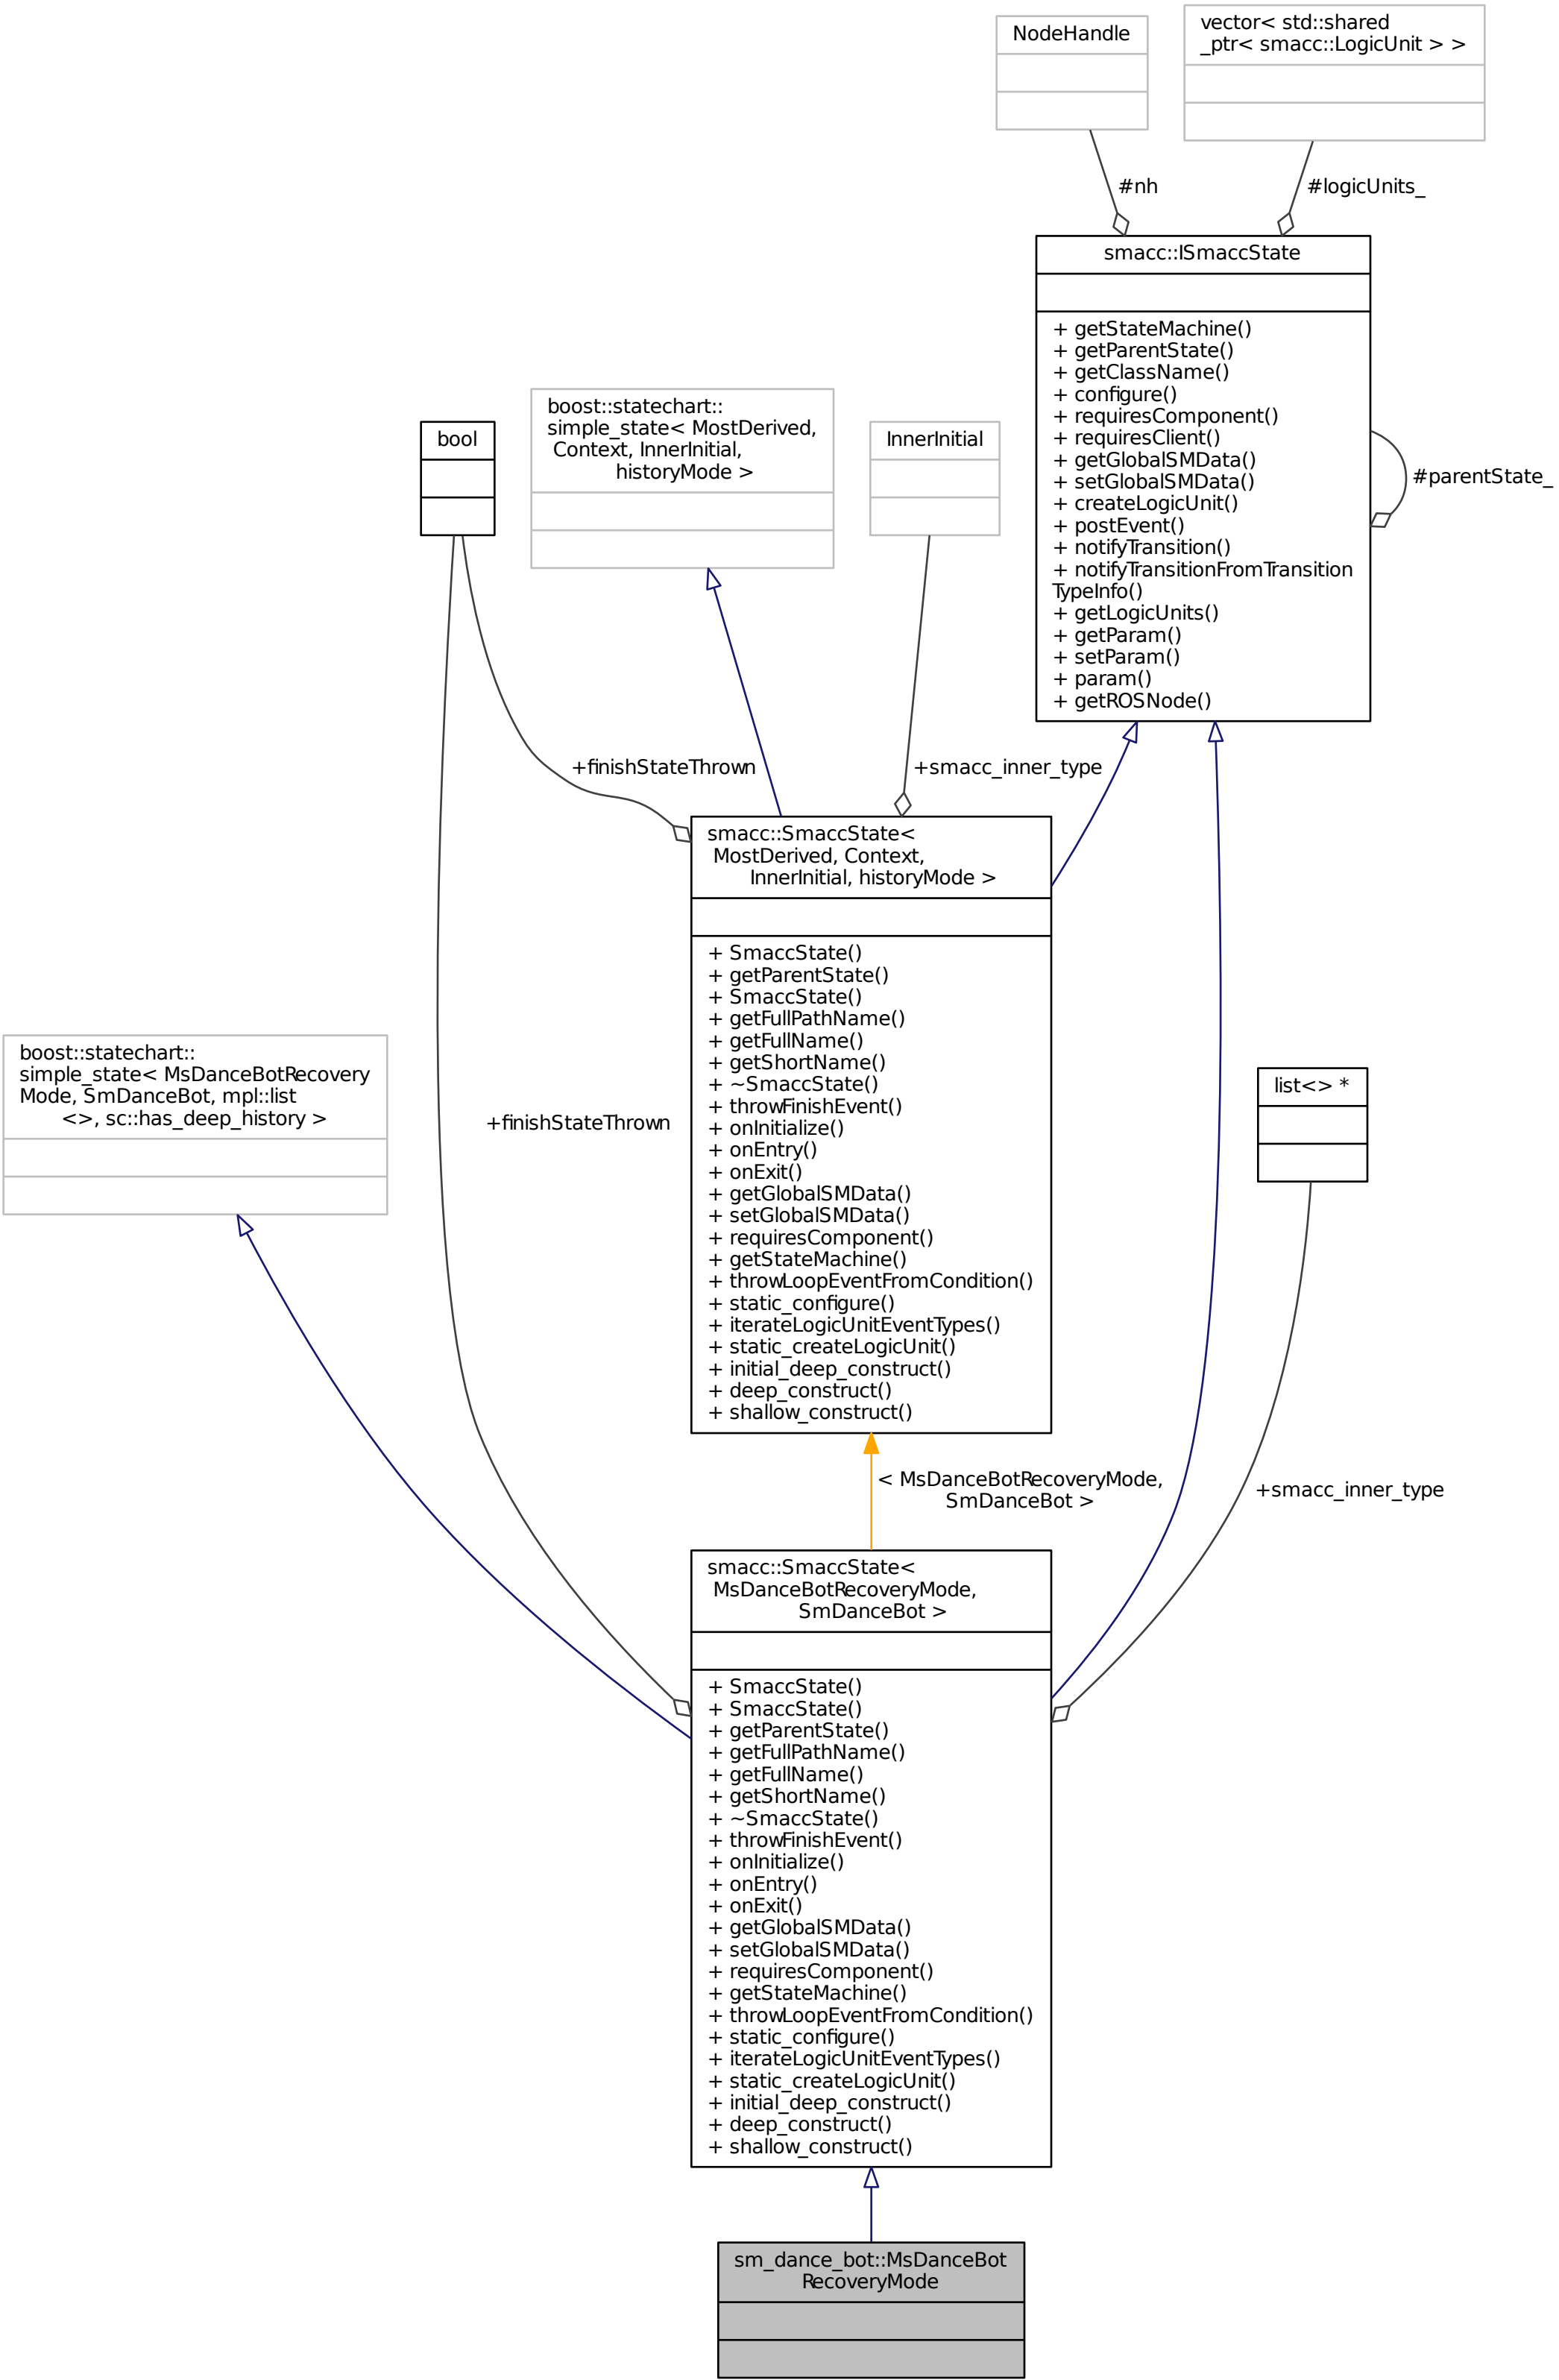 NodeHandle
vector< std::shared
_ptr< smacc::LogicUnit > >
#nh
#logicUnits_
smacc::ISmaccState
+ getStateMachine()
+ getParentState()
+ getClassName()
+ configure()
+ requiresComponent()
+ requiresClient()
+ getGlobalSMData()
+ setGlobalSMData()
+ createLogicUnit()
+ postEvent()
+ notifyTransition()
+ notifyTransitionFromTransition
TypeInfo()
+ getLogicUnits()
+ getParam()
+ setParam()
+ param()
+ getROSNode()
#parentState_
bool
boost::statechart::
simple_state< MostDerived,
Context, InnerInitial,
historyMode >
InnerInitial
+finishStateThrown
+smacc_inner_type
smacc::SmaccState<
MostDerived, Context,
InnerInitial, historyMode >
+ SmaccState()
+ getParentState()
+ SmaccState()
+ getFullPathName()
+ getFullName()
+ getShortName()
+ ~SmaccState()
+ throwFinishEvent()
+ onInitialize()
+ onEntry()
+ onExit()
+ getGlobalSMData()
+ setGlobalSMData()
+ requiresComponent()
+ getStateMachine()
+ throwLoopEventFromCondition()
+ static_configure()
+ iterateLogicUnitEventTypes()
+ static_createLogicUnit()
+ initial_deep_construct()
+ deep_construct()
+ shallow_construct()
boost::statechart::
simple_state< MsDanceBotRecovery
Mode, SmDanceBot, mpl::list
<>, sc::has_deep_history >
+finishStateThrown
list<> *
< MsDanceBotRecoveryMode,
SmDanceBot >
+smacc_inner_type
smacc::SmaccState<
MsDanceBotRecoveryMode,
SmDanceBot >
+ SmaccState()
+ SmaccState()
+ getParentState()
+ getFullPathName()
+ getFullName()
+ getShortName()
+ ~SmaccState()
+ throwFinishEvent()
+ onInitialize()
+ onEntry()
+ onExit()
+ getGlobalSMData()
+ setGlobalSMData()
+ requiresComponent()
+ getStateMachine()
+ throwLoopEventFromCondition()
+ static_configure()
+ iterateLogicUnitEventTypes()
+ static_createLogicUnit()
+ initial_deep_construct()
+ deep_construct()
+ shallow_construct()
sm_dance_bot::MsDanceBot
RecoveryMode